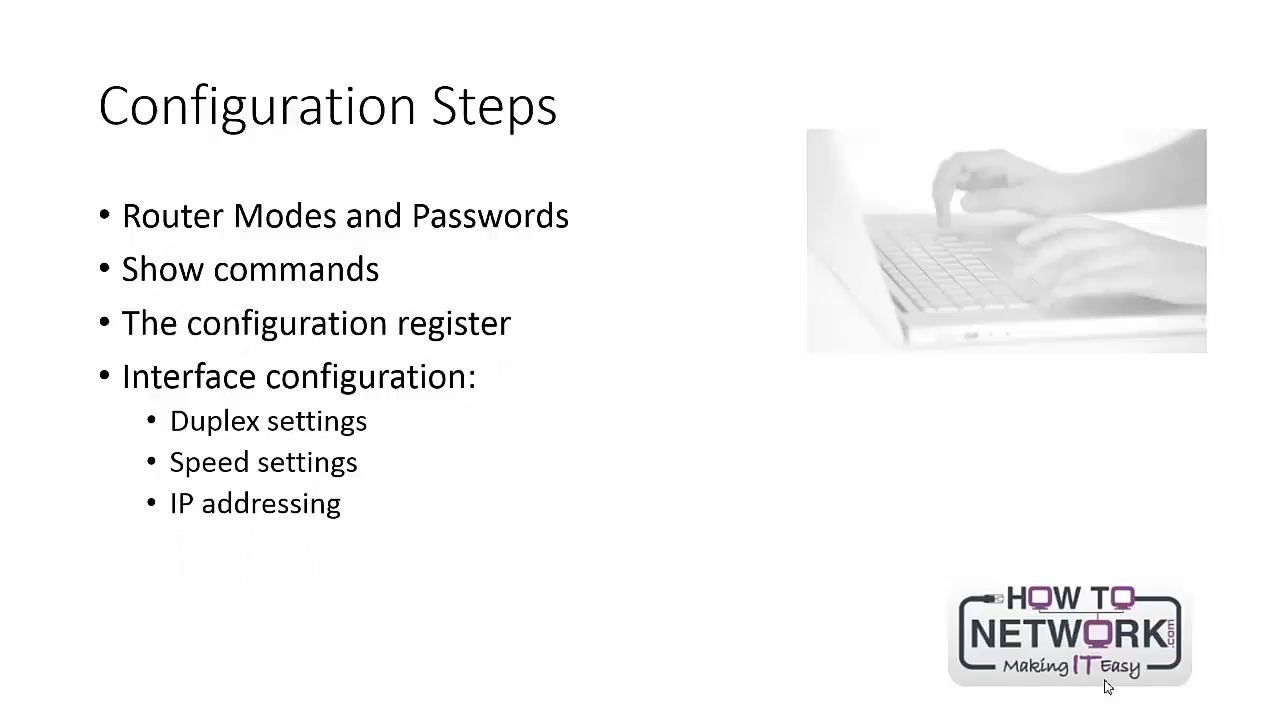 Configuration Steps
• Router Modes and Passwords
• Show commands
• The configuration register
• Interface configuration:
• Duplex settings
• Speed settings
• IP addressing
HOW TO
NETWORK.com
Making IT Easy